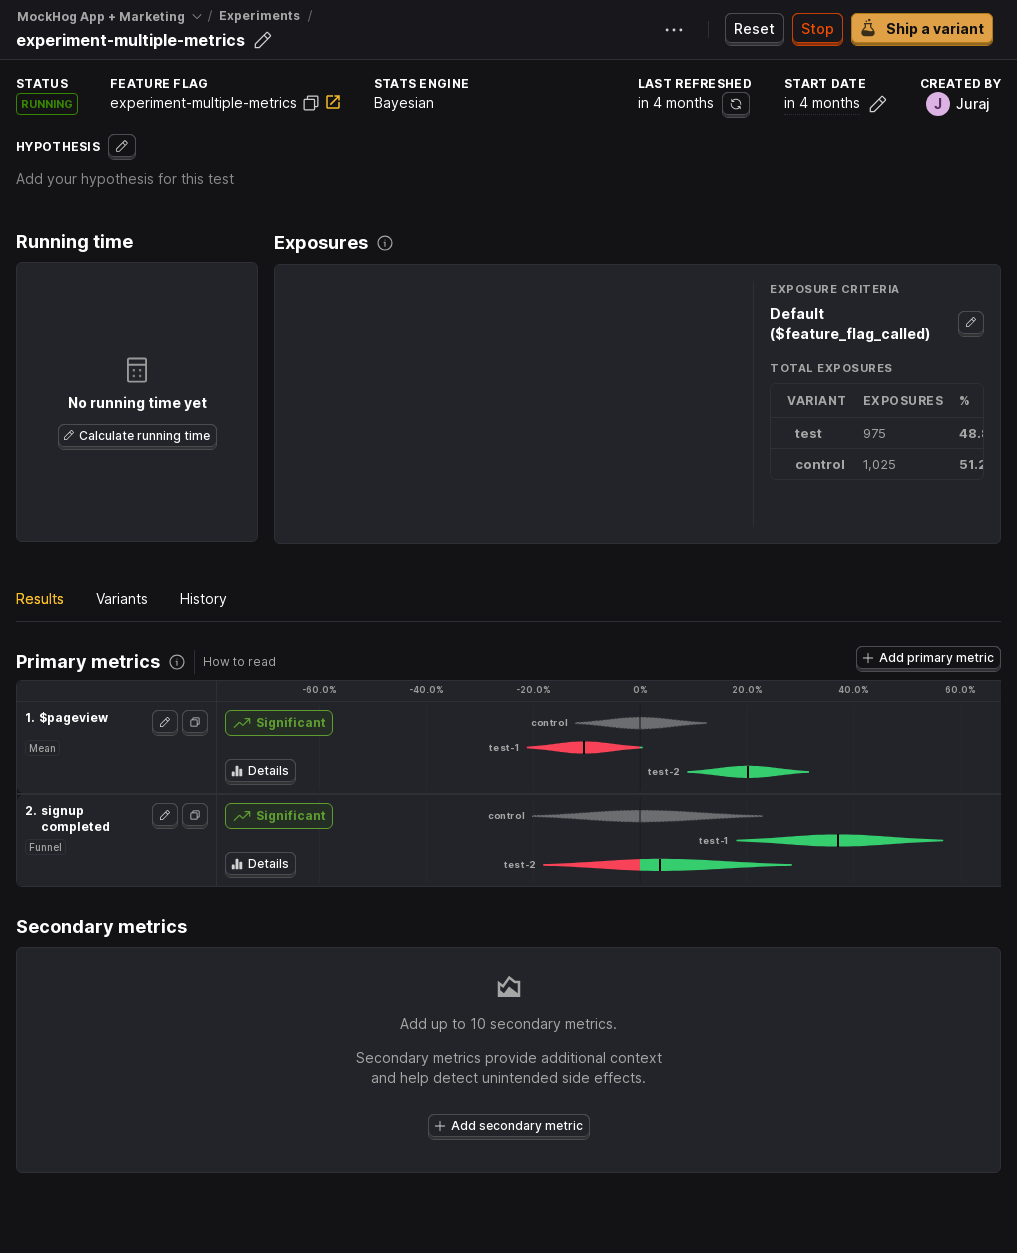 MockHog App + Marketing / Experiments /
experiment-multiple-metrics
Reset
Stop
Ship a variant
STATUS
RUNNING
FEATURE FLAG
experiment-multiple-metrics
STATS ENGINE
Bayesian
LAST REFRESHED
in 4 months
START DATE
in 4 months
CREATED BY
J Juraj
HYPOTHESIS
Add your hypothesis for this test
Running time
No running time yet
Calculate running time
Exposures
EXPOSURE CRITERIA
Default
($feature_flag_called)
TOTAL EXPOSURES
VARIANT EXPOSURES %
test 975 48.8
control 1,025 51.2
Results Variants History
Primary metrics
How to read
Add primary metric
-60.0% -40.0% -20.0% 0% 20.0% 40.0% 60.0%
1. $pageview
Mean
Significant
Details
control
test-1
test-2
2. signup
completed
Funnel
Significant
Details
control
test-1
test-2
Secondary metrics
Add up to 10 secondary metrics.
Secondary metrics provide additional context
and help detect unintended side effects.
Add secondary metric